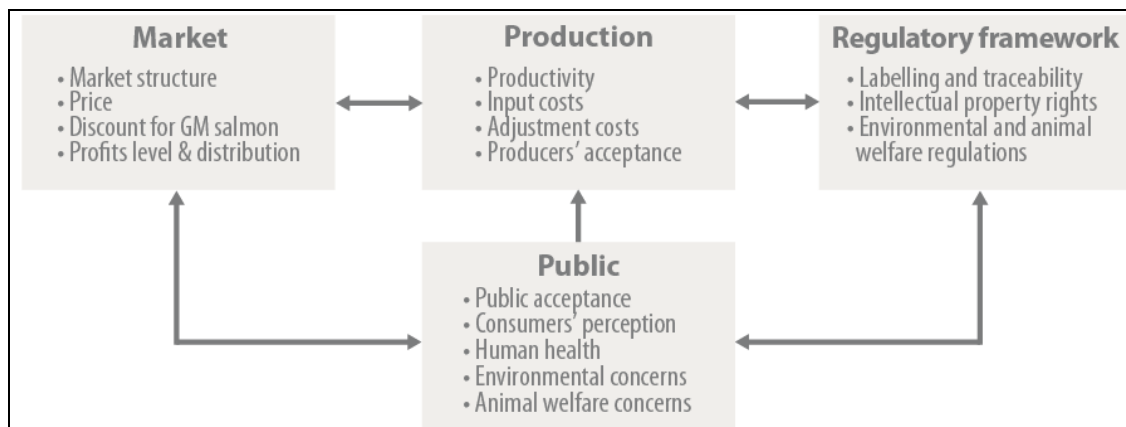 Market
• Market structure
• Price
• Discount for GM salmon
• Profits level & distribution
Production
• Productivity
• Input costs
• Adjustment costs
• Producers’ acceptance
Regulatory framework
• Labelling and traceability
• Intellectual property rights
• Environmental and animal
welfare regulations
Public
• Public acceptance
• Consumers’ perception
• Human health
• Environmental concerns
• Animal welfare concerns